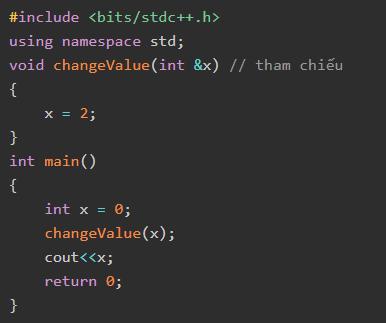 #include <bits/stdc++.h>
using namespace std;
void changeValue(int &x) // tham chiếu
{
    x = 2;
}
int main()
{
    int x = 0;
    changeValue(x);
    cout<<x;
    return 0;
}